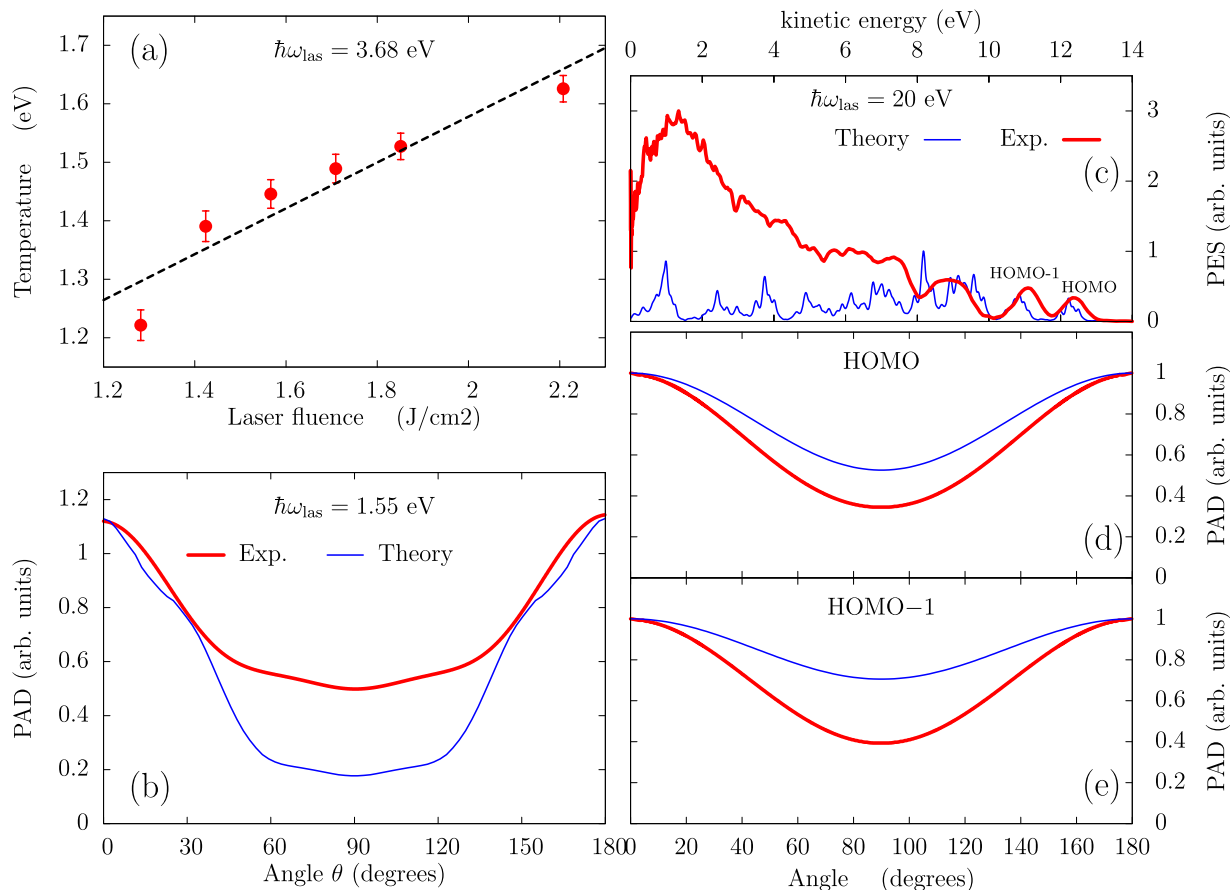 (a)
ħω_las = 3.68 eV
Temperature (eV)
1.7
1.6
1.5
1.4
1.3
1.2
1.2 1.4 1.6 1.8 2 2.2
Laser fluence (J/cm2)
(b)
ħω_las = 1.55 eV
Exp. Theory
PAD (arb. units)
1.2
1
0.8
0.6
0.4
0.2
0
0 30 60 90 120 150 180
Angle θ (degrees)
kinetic energy (eV)
0 2 4 6 8 10 12 14
ħω_las = 20 eV
Theory Exp.
(c)
HOMO-1
HOMO
3
2
1
0
PES (arb. units)
HOMO
(d)
1
0.8
0.6
0.4
0.2
0
PAD (arb. units)
HOMO−1
(e)
1
0.8
0.6
0.4
0.2
0
PAD (arb. units)
0 20 40 60 80 100 120 140 160 180
Angle (degrees)